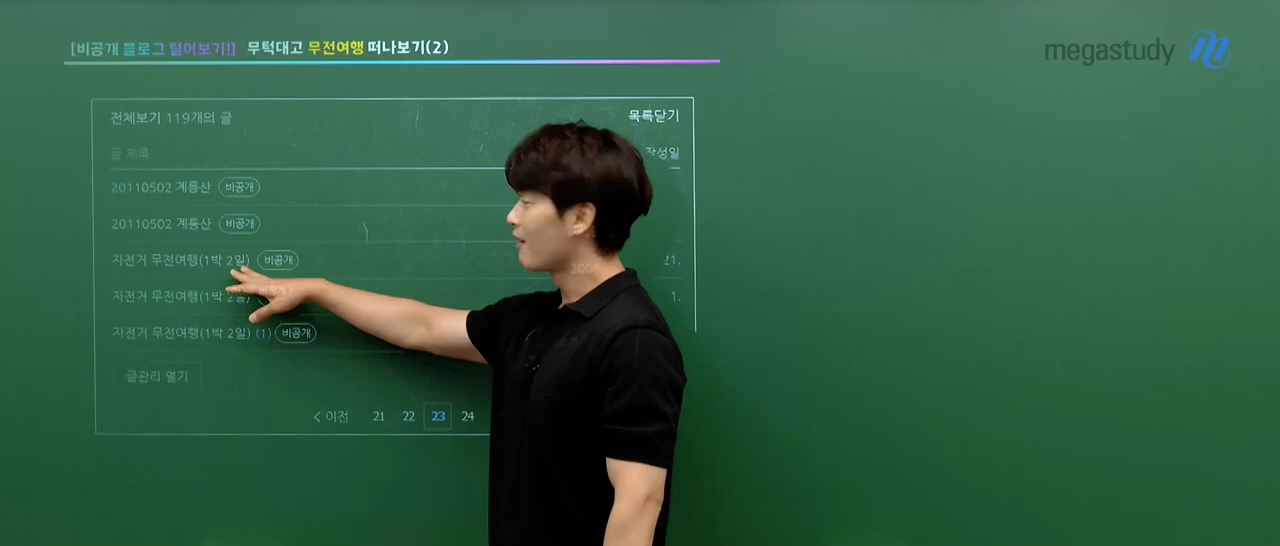 [비공개 블로그 털어보기!] 무턱대고 무전여행 떠나보기(2)
megastudy
전체보기 119개의 글 목록닫기
글 제목 작성일
20110502 계룡산 비공개
20110502 계룡산 비공개
자전거 무전여행(1박 2일) 비공개 21.
자전거 무전여행(1박 2일) 비공개 1.
자전거 무전여행(1박 2일) (1) 비공개
글관리 열기
< 이전 21 22 23 24